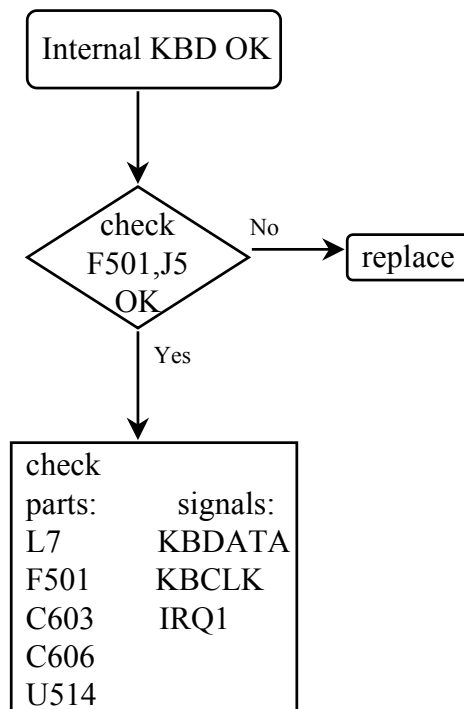 Internal KBD OK
check
F501,J5
OK
No
replace
Yes
check
parts: signals:
L7 KBDATA
F501 KBCLK
C603 IRQ1
C606
U514